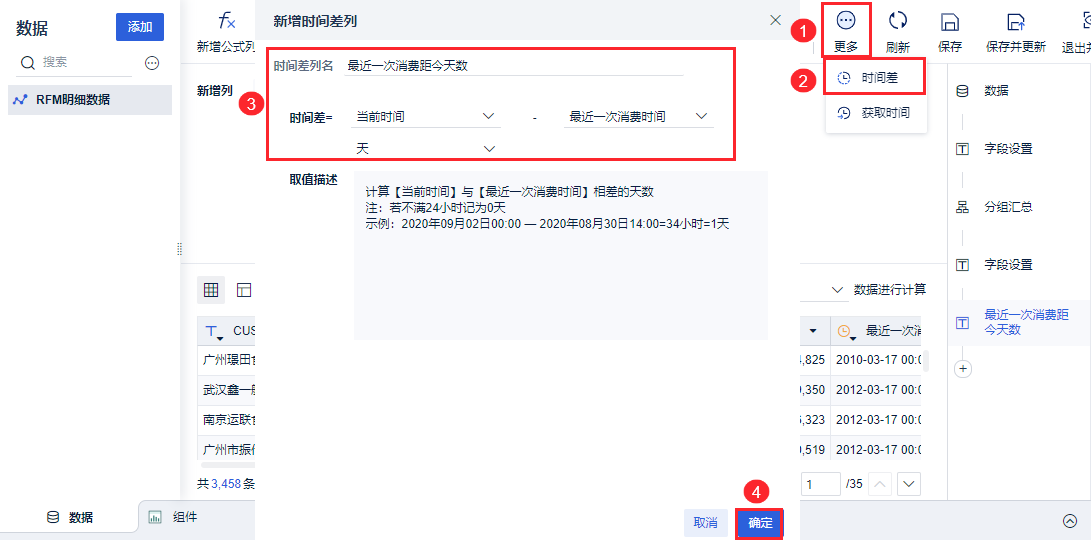 数据
添加
搜索
RFM明细数据
新增公式列
新增列
新增时间差列
时间差列名 最近一次消费距今天数
3
时间差= 当前时间 - 最近一次消费时间
天
取值描述
计算【当前时间】与【最近一次消费时间】相差的天数
注：若不满24小时记为0天
示例：2020年09月02日00:00 — 2020年08月30日14:00=34小时=1天
取消
确定
4
1
更多
刷新
保存
保存并更新
2
时间差
获取时间
数据
字段设置
分组汇总
字段设置
最近一次消费距
今天数
数据进行计算
T CUS
最近一次消
广州璟田
,825 2010-03-17 00:
武汉鑫一
,350 2012-03-17 00:
南京运联
,323 2012-03-17 00:
广州市振
,519 2012-03-17 00:
共3,458条
1 /35
数据
组件